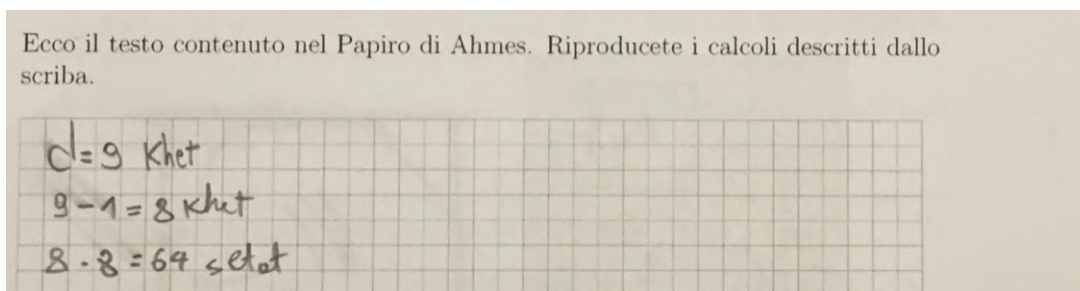 Ecco il testo contenuto nel Papiro di Ahmes. Riproducete i calcoli descritti dallo
scriba.
d=9 Khet
9-1=8 Khet
8·8=64 setat